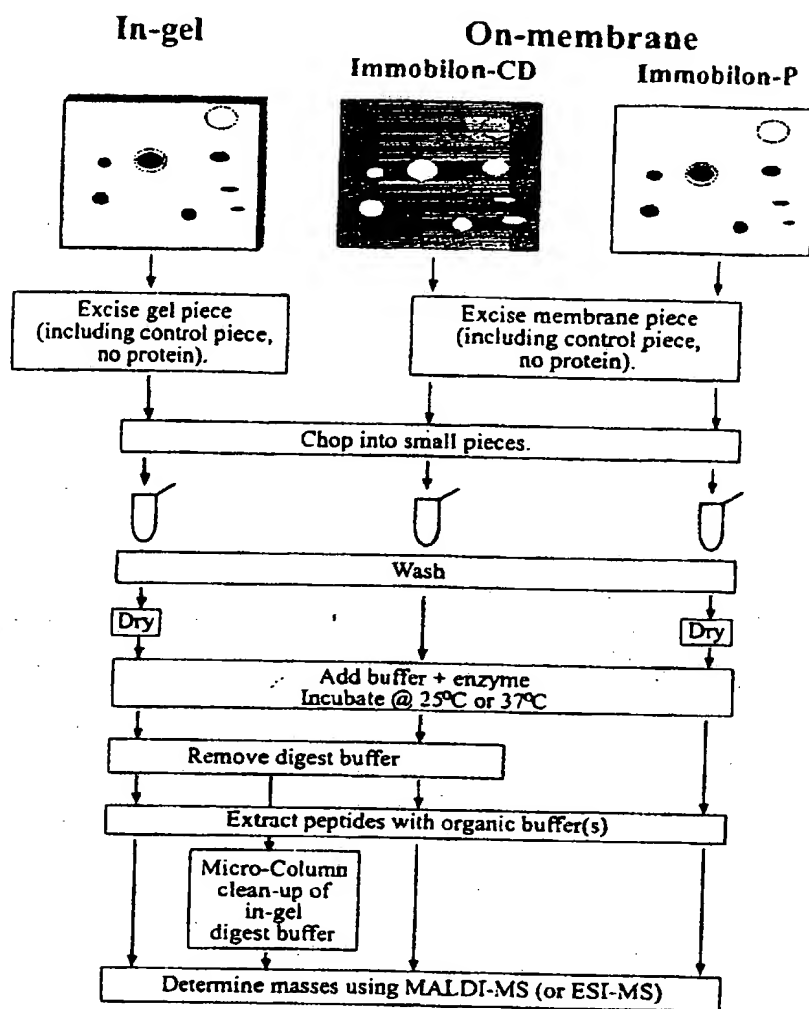 In-gel
On-membrane
Immobilon-CD
Immobilon-P
Excise gel piece
(including control piece,
no protein).
Excise membrane piece
(including control piece,
no protein).
Chop into small pieces.
Wash
Dry
Dry
Add buffer + enzyme
Incubate @ 25ºC or 37ºC
Remove digest buffer
Extract peptides with organic buffer(s)
Micro-Column
clean-up of
in-gel
digest buffer
Determine masses using MALDI-MS (or ESI-MS)